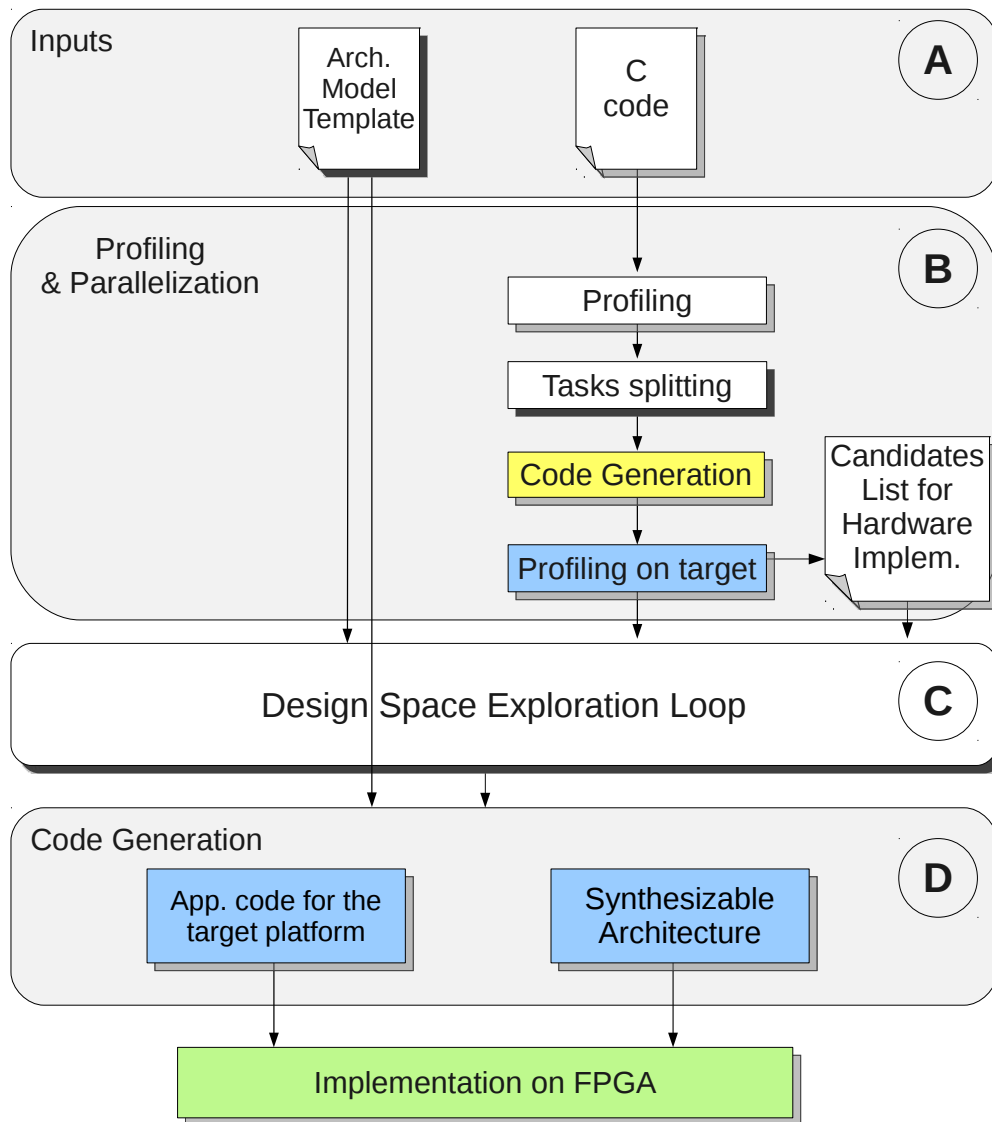 Inputs
Arch.
Model
Template
C
code
A
Profiling
& Parallelization
B
Profiling
Tasks splitting
Code Generation
Profiling on target
Candidates
List for
Hardware
Implem.
Design Space Exploration Loop
C
Code Generation
D
App. code for the
target platform
Synthesizable
Architecture
Implementation on FPGA